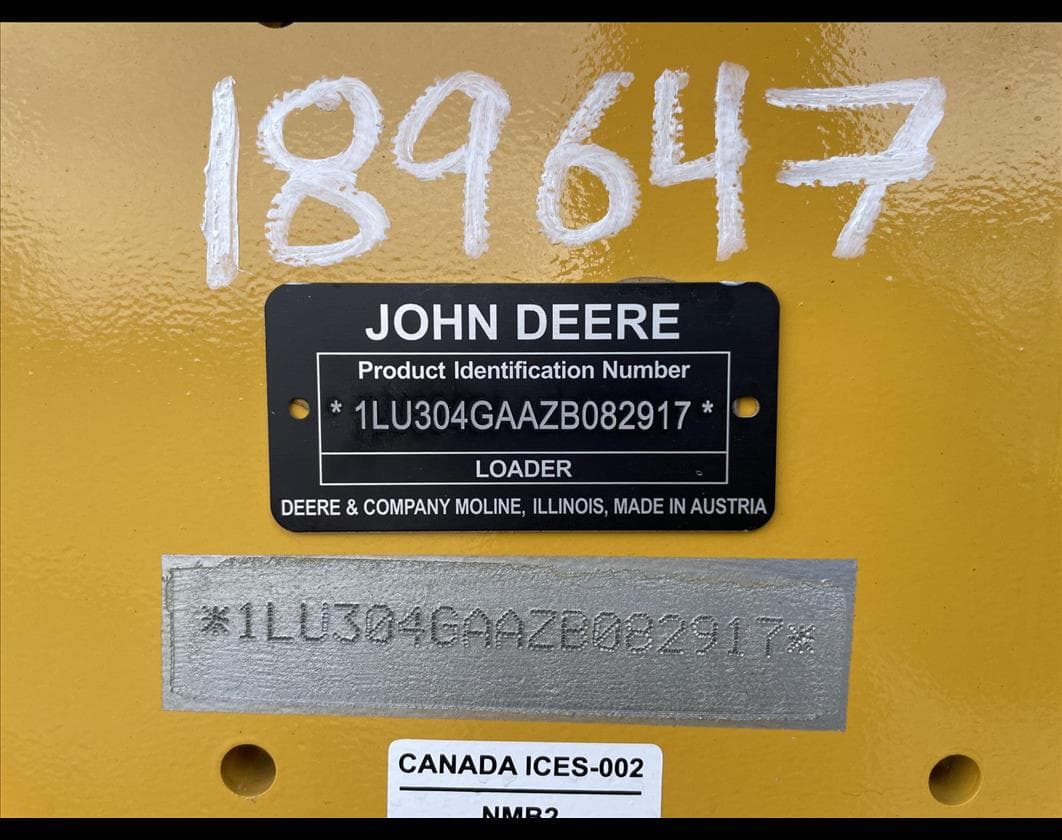 189647
JOHN DEERE
Product Identification Number
* 1LU304GAAZB082917 *
LOADER
DEERE & COMPANY MOLINE, ILLINOIS, MADE IN AUSTRIA
*1LU304GAAZB082917*
CANADA ICES-002
NMB2